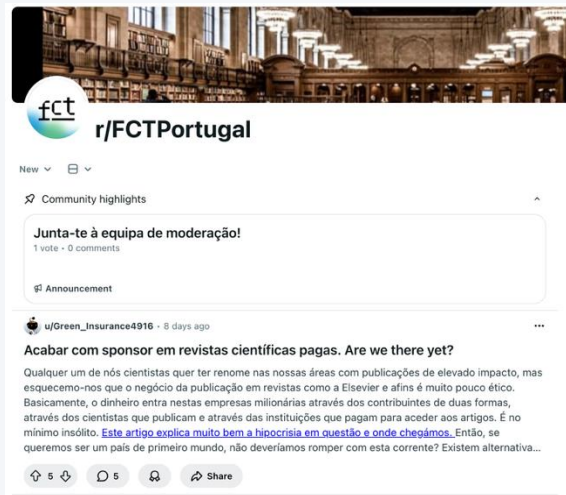 fct
r/FCTPortugal
New
Community highlights
Junta-te à equipa de moderação!
1 vote • 0 comments
Announcement
u/Green_Insurance4916 • 8 days ago
Acabar com sponsor em revistas científicas pagas. Are we there yet?
Qualquer um de nós cientistas quer ter renome nas nossas áreas com publicações de elevado impacto, mas
esquecemo-nos que o negócio da publicação em revistas como a Elsevier e afins é muito pouco ético.
Basicamente, o dinheiro entra nestas empresas milionárias através dos contribuintes de duas formas,
através dos cientistas que publicam e através das instituições que pagam para aceder aos artigos. É no
mínimo insólito. Este artigo explica muito bem a hipocrisia em questão e onde chegámos. Então, se
queremos ser um país de primeiro mundo, não deveríamos romper com esta corrente? Existem alternativa...
5 5 Share